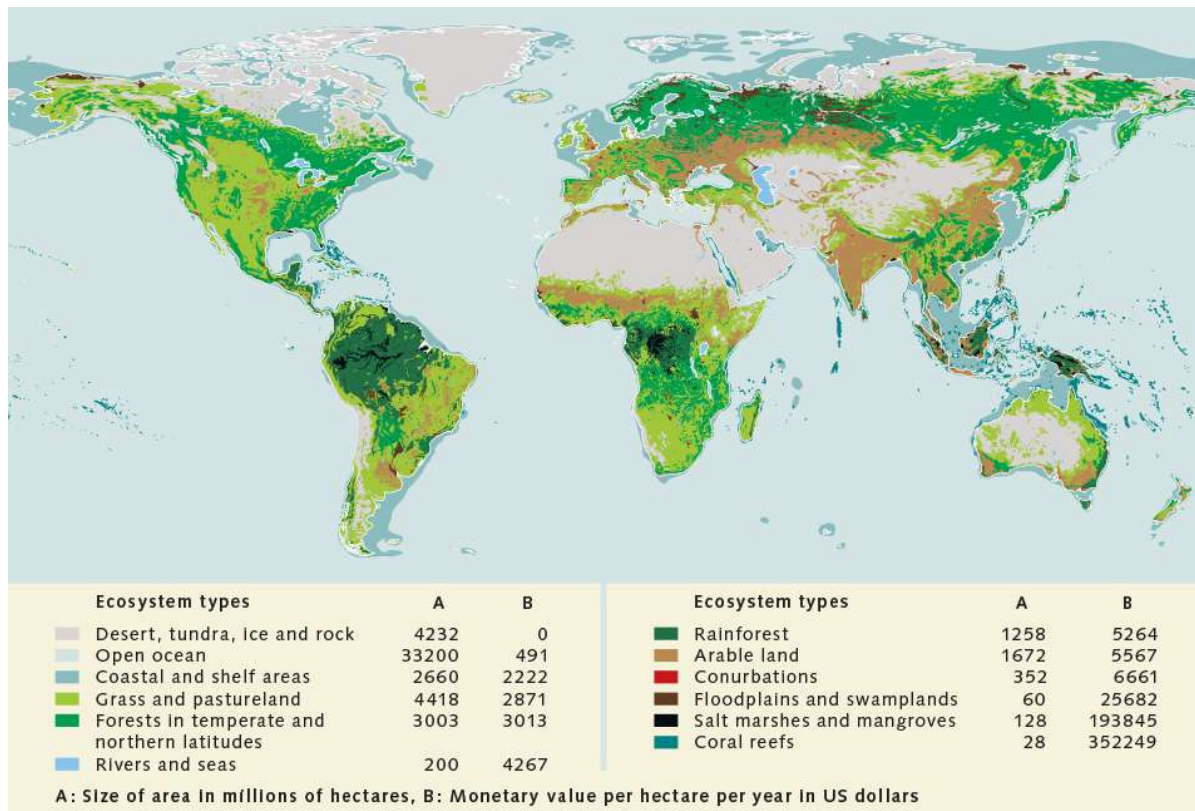 Ecosystem types A B
Desert, tundra, ice and rock 4232 0
Open ocean 33200 491
Coastal and shelf areas 2660 2222
Grass and pastureland 4418 2871
Forests in temperate and 3003 3013
northern latitudes
Rivers and seas 200 4267
Ecosystem types A B
Rainforest 1258 5264
Arable land 1672 5567
Conurbations 352 6661
Floodplains and swamplands 60 25682
Salt marshes and mangroves 128 193845
Coral reefs 28 352249
A: Size of area in millions of hectares, B: Monetary value per hectare per year in US dollars